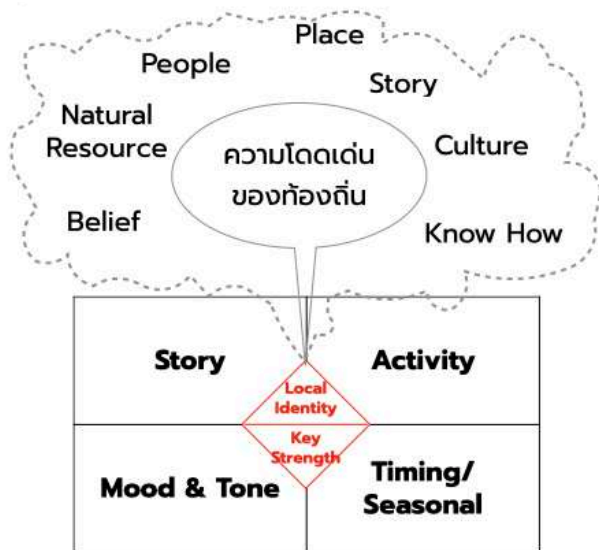 Place
People
Story
Natural
Resource
ความโดดเด่น
ของท้องถิ่น
Culture
Belief
Know How
Story
Activity
Local
Identity
Key
Strength
Mood & Tone
Timing/
Seasonal